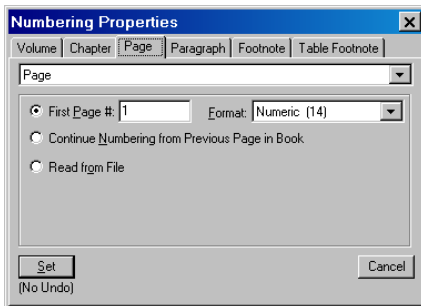 Numbering Properties
Volume Chapter Page Paragraph Footnote Table Footnote
Page
First Page #: 1 Format: Numeric (14)
Continue Numbering from Previous Page in Book
Read from File
Set Cancel
(No Undo)